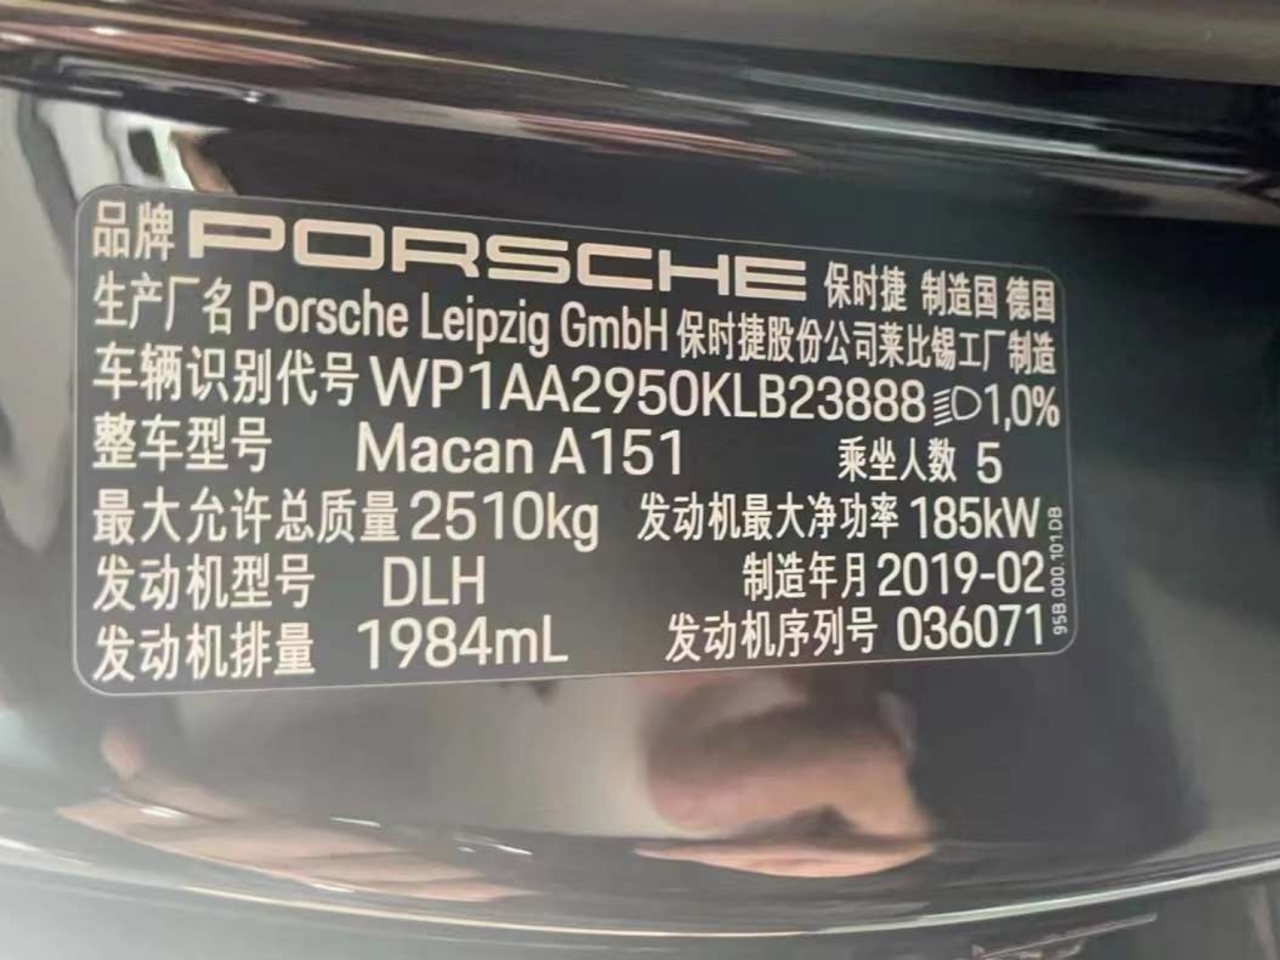 品牌 PORSCHE 保时捷 制造国 德国
生产厂名 Porsche Leipzig GmbH 保时捷股份公司莱比锡工厂制造
车辆识别代号 WP1AA2950KLB23888 1,0%
整车型号 Macan A151 乘坐人数 5
最大允许总质量 2510kg 发动机最大净功率 185kW
发动机型号 DLH 制造年月 2019-02
发动机排量 1984mL 发动机序列号 036071
95B.000.101.DB